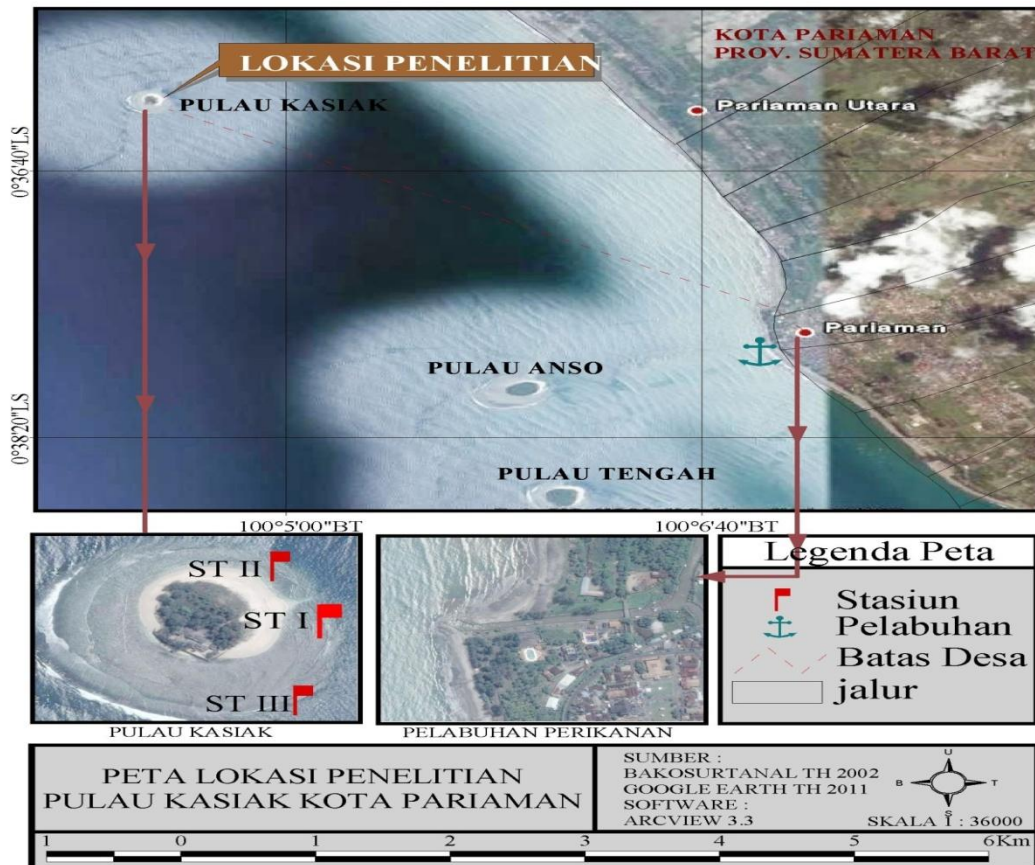 KOTA PARIAMAN
PROV. SUMATERA BARAT
LOKASI PENELITIAN
PULAU KASIAK
Pariaman Utara
0°36'40"LS
Pariaman
PULAU ANSO
0°38'20"LS
PULAU TENGAH
100°5'00"BT
100°6'40"BT
ST II
ST I
ST III
PULAU KASIAK
PELABUHAN PERIKANAN
Legenda Peta
Stasiun
Pelabuhan
Batas Desa
jalur
PETA LOKASI PENELITIAN
PULAU KASIAK KOTA PARIAMAN
SUMBER :
BAKOSURTANAL TH 2002
GOOGLE EARTH TH 2011
SOFTWARE :
ARCVIEW 3.3
U
B T
S
SKALA 1 : 36000
1 0 1 2 3 4 5 6Km